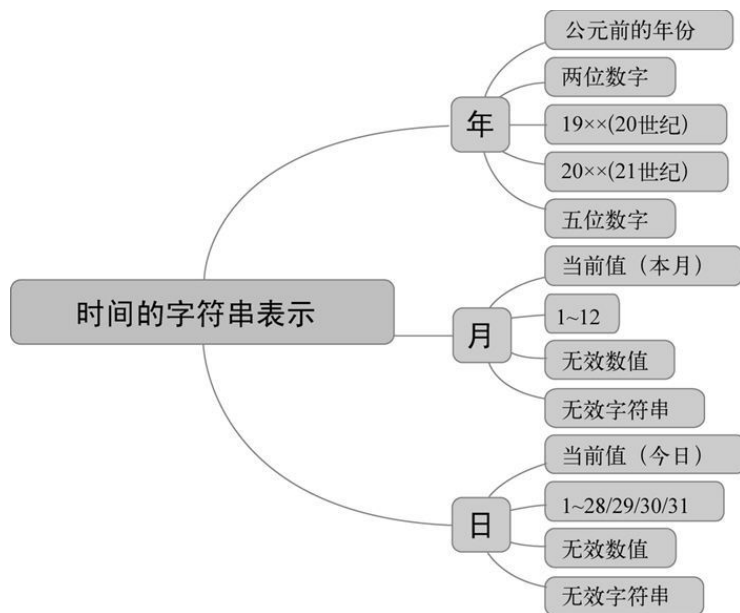 时间的字符串表示
年
公元前的年份
两位数字
19××(20世纪)
20××(21世纪)
五位数字
月
当前值（本月）
1~12
无效数值
无效字符串
日
当前值（今日）
1~28/29/30/31
无效数值
无效字符串